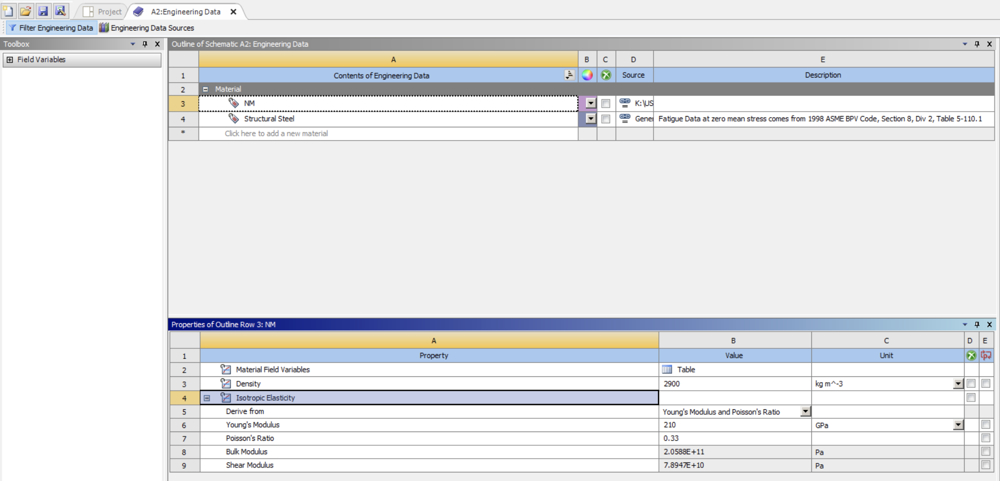 Project A2:Engineering Data
Filter Engineering Data Engineering Data Sources
Toolbox
Field Variables
Outline of Schematic A2: Engineering Data
A B C D E
1 Contents of Engineering Data Source Description
2 Material
3 NM K:\US
4 Structural Steel Gener Fatigue Data at zero mean stress comes from 1998 ASME BPV Code, Section 8, Div 2, Table 5-110.1
* Click here to add a new material
Properties of Outline Row 3: NM
A B C D E
1 Property Value Unit
2 Material Field Variables Table
3 Density 2900 kg m^-3
4 Isotropic Elasticity
5 Derive from Young's Modulus and Poisson's Ratio
6 Young's Modulus 210 GPa
7 Poisson's Ratio 0.33
8 Bulk Modulus 2.0588E+11 Pa
9 Shear Modulus 7.8947E+10 Pa